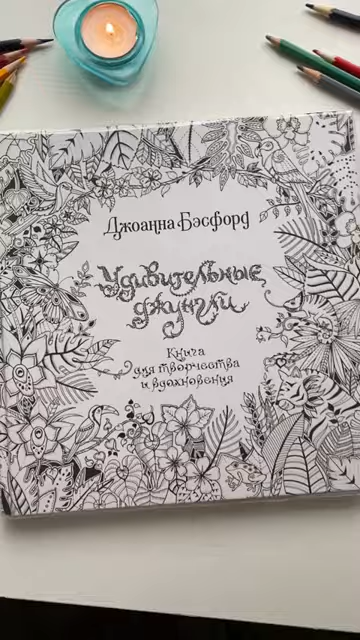 Джоанна Бэсфорд
Удивительные
джунгли
Книга
для творчества
и вдохновения